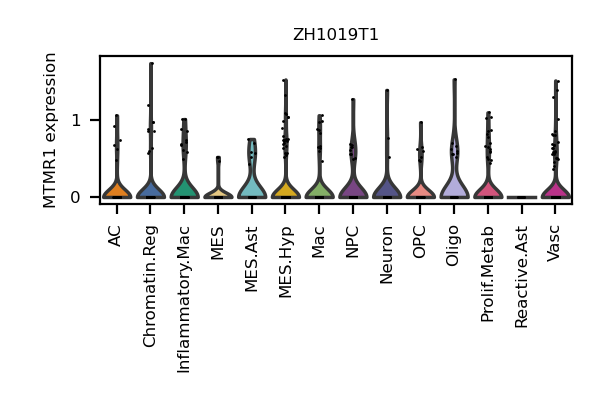 ZH1019T1
MTMR1 expression
1
0
AC
Chromatin.Reg
Inflammatory.Mac
MES
MES.Ast
MES.Hyp
Mac
NPC
Neuron
OPC
Oligo
Prolif.Metab
Reactive.Ast
Vasc